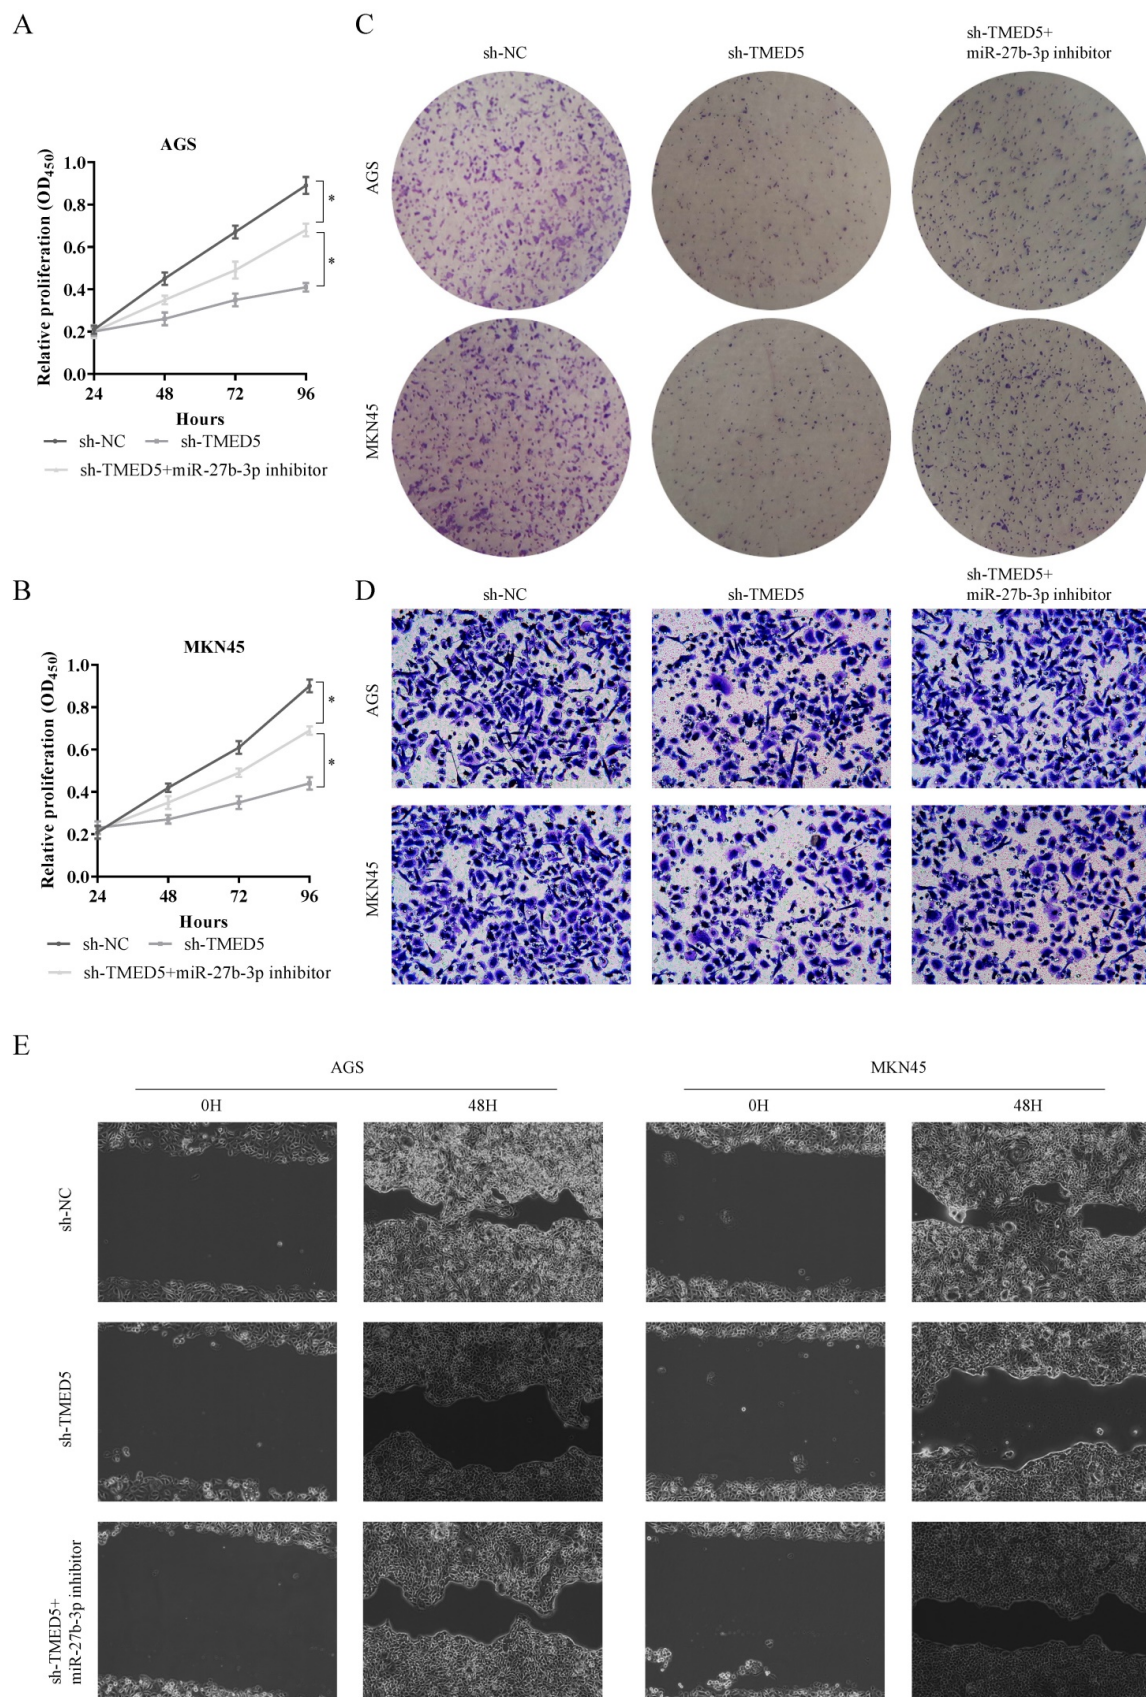 A
AGS
Relative proliferation (OD450)
1.0
0.8
0.6
0.4
0.2
0.0
24 48 72 96
Hours
*
*
sh-NC sh-TMED5
sh-TMED5+miR-27b-3p inhibitor
B
MKN45
Relative proliferation (OD450)
1.0
0.8
0.6
0.4
0.2
0.0
24 48 72 96
Hours
*
*
sh-NC sh-TMED5
sh-TMED5+miR-27b-3p inhibitor
C
sh-NC sh-TMED5 sh-TMED5+
miR-27b-3p inhibitor
AGS
MKN45
D
sh-NC sh-TMED5 sh-TMED5+
miR-27b-3p inhibitor
AGS
MKN45
E
AGS MKN45
0H 48H 0H 48H
sh-NC
sh-TMED5
sh-TMED5+
miR-27b-3p inhibitor